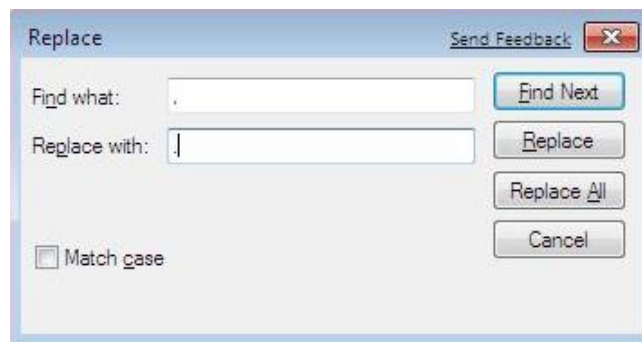 Replace
Send Feedback
Find what: ,
Find Next
Replace with: .
Replace
Replace All
Cancel
Match case